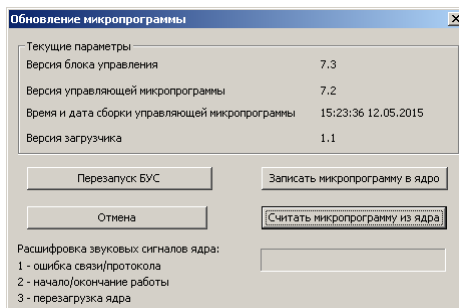 Обновление микропрограммы
Текущие параметры
Версия блока управления 7.3
Версия управляющей микропрограммы 7.2
Время и дата сборки управляющей микропрограммы 15:23:36 12.05.2015
Версия загрузчика 1.1
Перезапуск БУС Записать микропрограмму в ядро
Отмена Считать микропрограмму из ядра
Расшифровка звуковых сигналов ядра:
1 - ошибка связи/протокола
2 - начало/окончание работы
3 - перезагрузка ядра